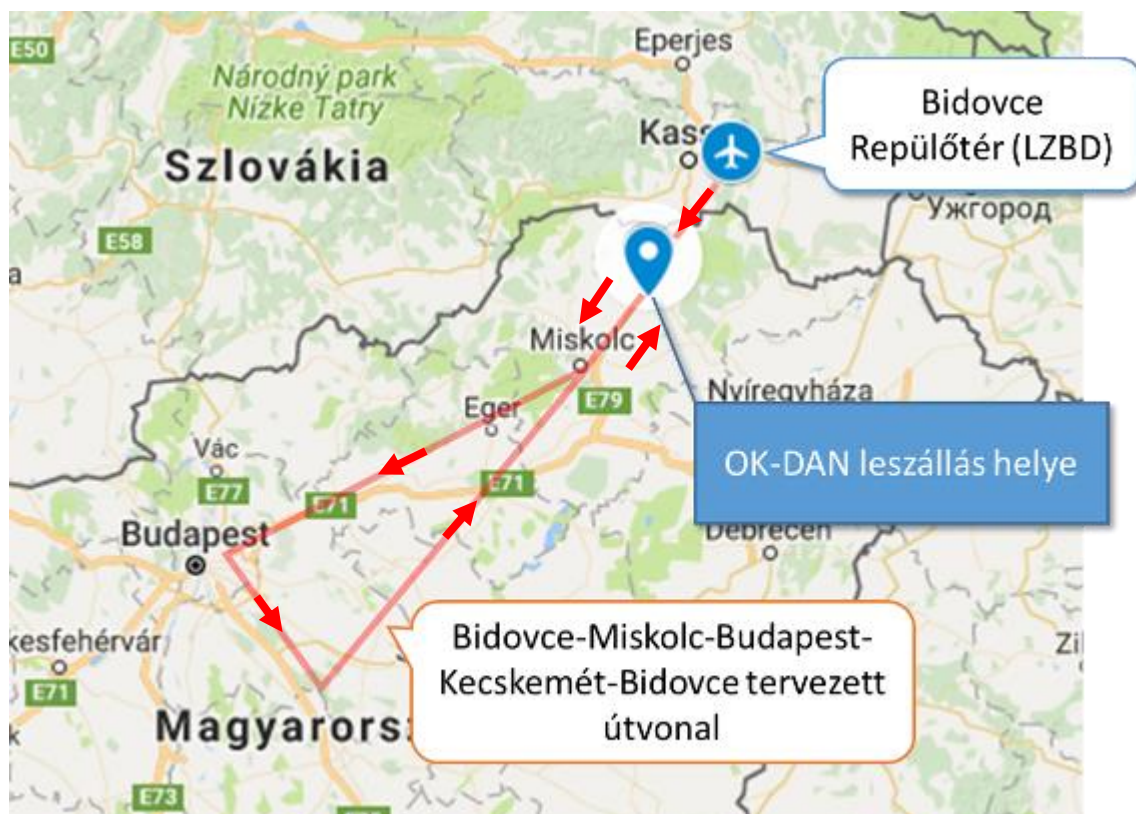 E50
Eperjes
Národný park
Nízke Tatry
Bidovce
Repülőtér (LZBD)
Kass
Szlovákia
Ужгород
E58
a
Miskolc
Nyíregyháza
E79
Eger
OK-DAN leszállás helye
Vác
E77
E71
E71
Budapest
Debrecen
kesfehérvár
Bidovce-Miskolc-Budapest-
Kecskemét-Bidovce tervezett
útvonal
Zi
E71
Magyarors
k
E73